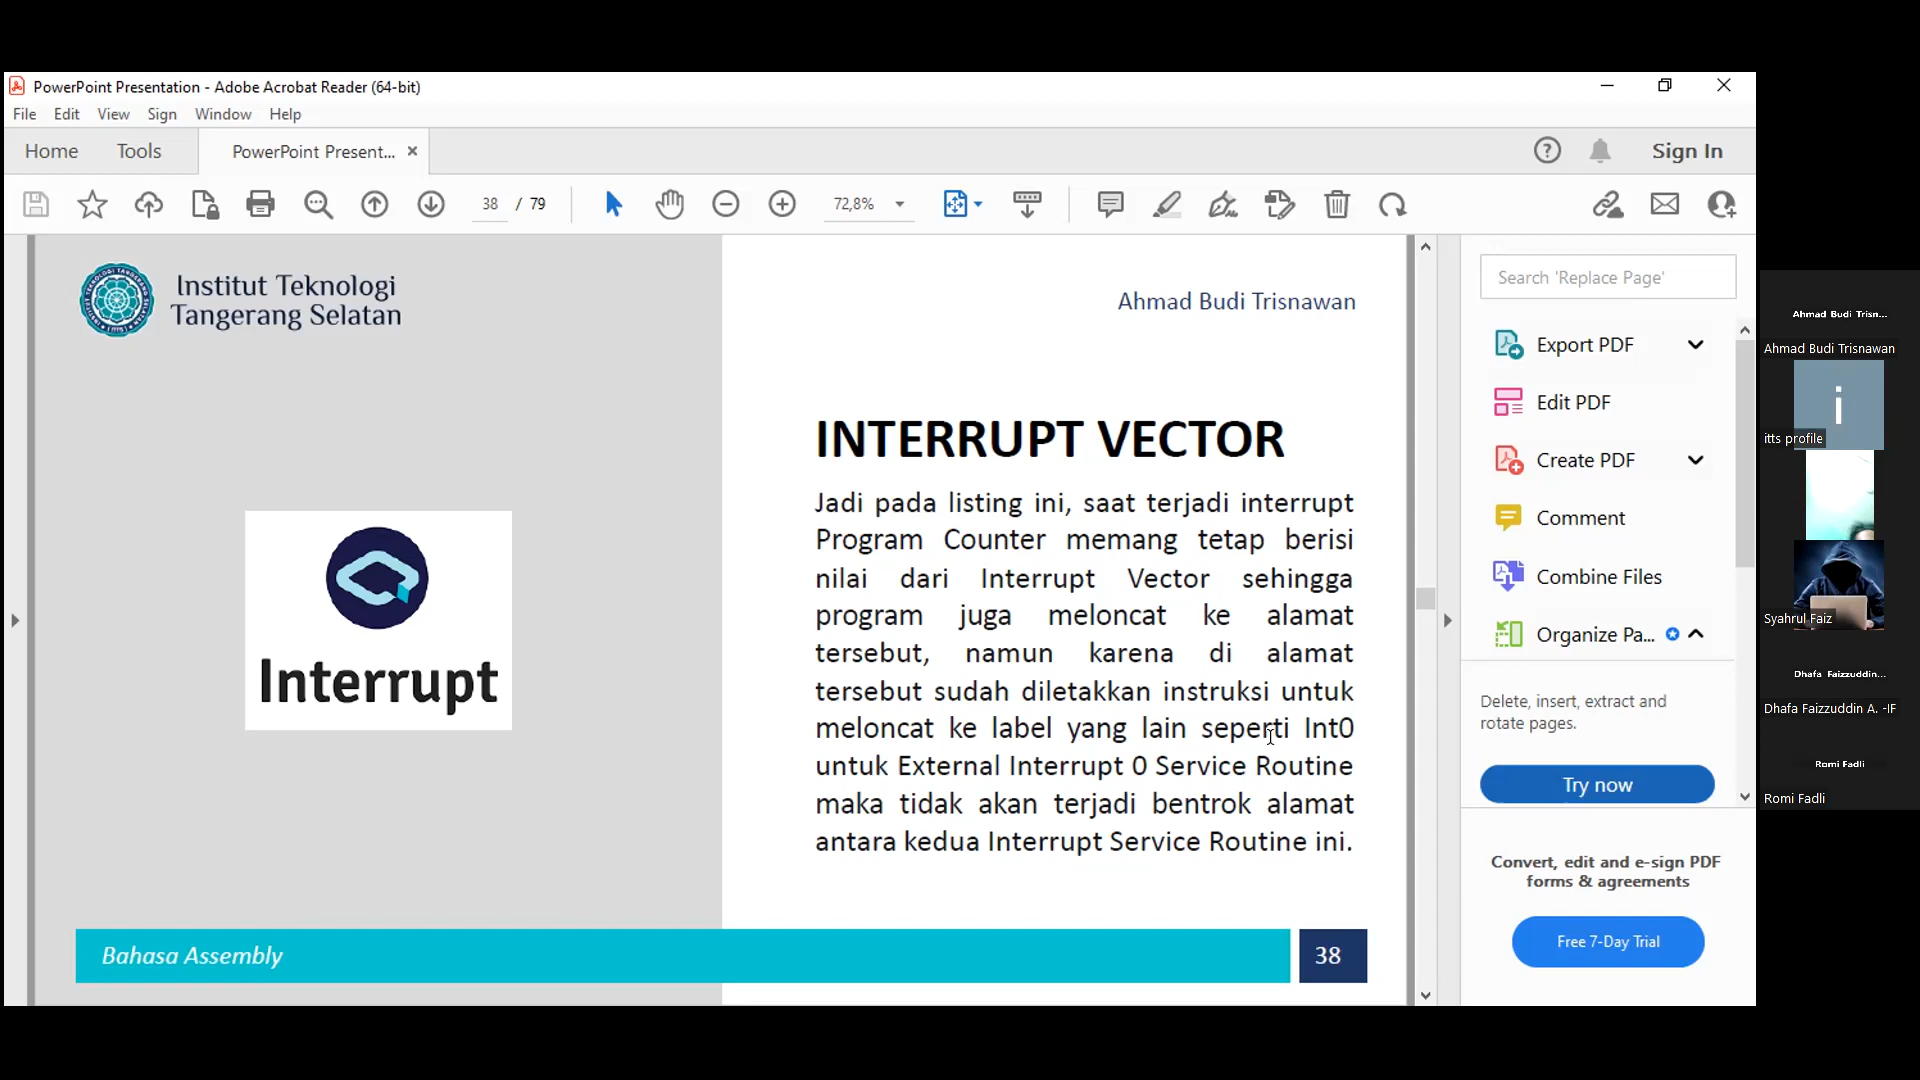 PowerPoint Presentation - Adobe Acrobat Reader (64-bit)
File Edit View Sign Window Help
Home Tools PowerPoint Present... Sign In
38 / 79 72,8%
Institut Teknologi
Tangerang Selatan
Ahmad Budi Trisnawan
INTERRUPT VECTOR
Jadi pada listing ini, saat terjadi interrupt
Program Counter memang tetap berisi
nilai dari Interrupt Vector sehingga
program juga meloncat ke alamat
tersebut, namun karena di alamat
tersebut sudah diletakkan instruksi untuk
meloncat ke label yang lain seperti Int0
untuk External Interrupt 0 Service Routine
maka tidak akan terjadi bentrok alamat
antara kedua Interrupt Service Routine ini.
Interrupt
Bahasa Assembly
38
Search 'Replace Page'
Export PDF
Edit PDF
Create PDF
Comment
Combine Files
Organize Pa...
Delete, insert, extract and
rotate pages.
Try now
Convert, edit and e-sign PDF
forms & agreements
Free 7-Day Trial
Ahmad Budi Trisn...
Ahmad Budi Trisnawan
i
itts profile
Syahrul Faiz
Dhafa Faizzuddin...
Dhafa Faizzuddin A. -IF
Romi Fadli
Romi Fadli